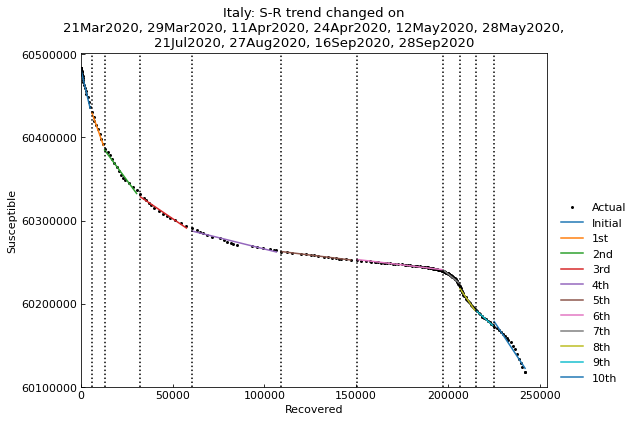 Italy: S-R trend changed on
21Mar2020, 29Mar2020, 11Apr2020, 24Apr2020, 12May2020, 28May2020,
21Jul2020, 27Aug2020, 16Sep2020, 28Sep2020
60500000
60400000
60300000
60200000
60100000
Susceptible
0
50000
100000
150000
200000
250000
Recovered
Actual
Initial
1st
2nd
3rd
4th
5th
6th
7th
8th
9th
10th